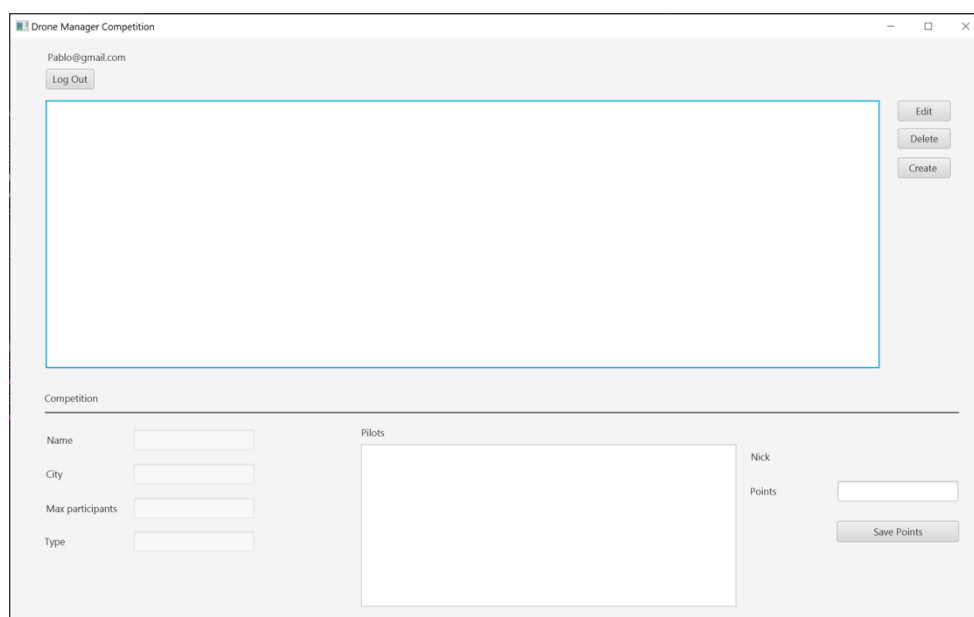 Drone Manager Competition
Pablo@gmail.com
Log Out
Edit
Delete
Create
Competition
Name
City
Max participants
Type
Pilots
Nick
Points
Save Points